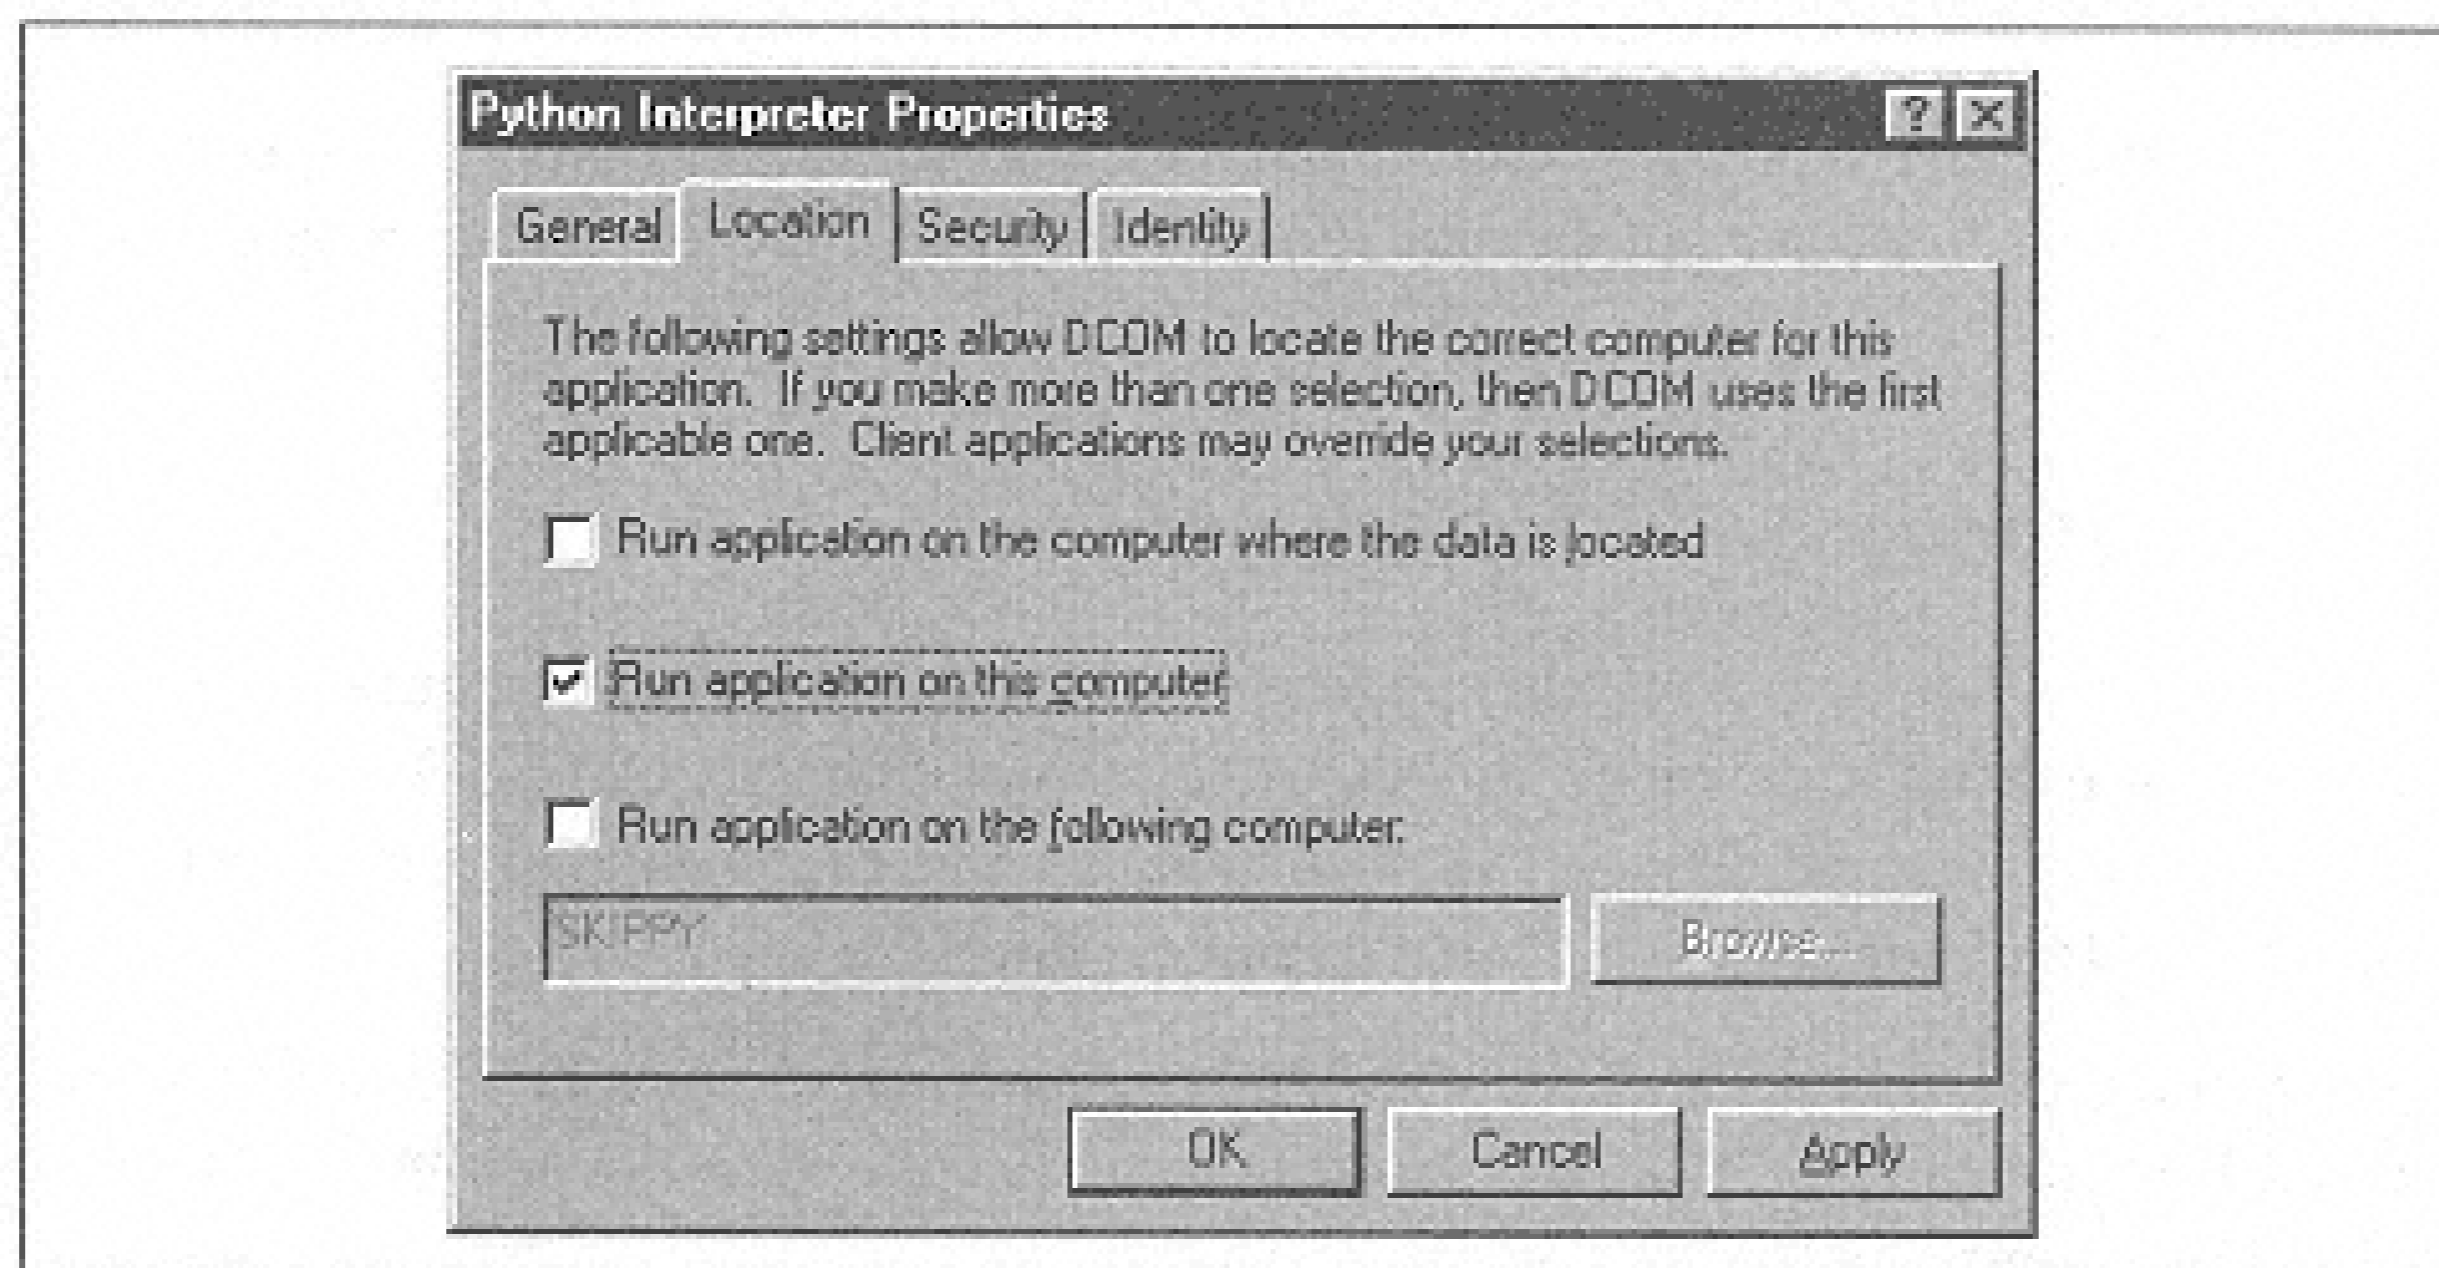 Python Interpreter Properties
? X
General Location Security Identity
The following settings allow DCOM to locate the correct computer for this
application. If you make more than one selection, then DCOM uses the first
applicable one. Client applications may override your selections.
Run application on the computer where the data is located
Run application on this computer
Run application on the following computer:
SKIPPY Browse...
OK Cancel Apply